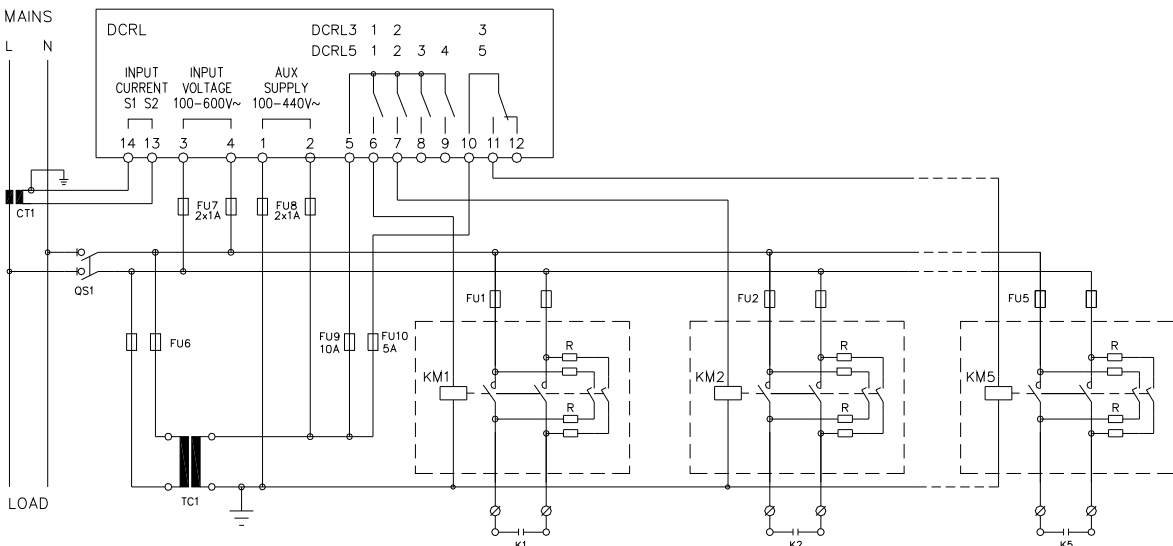 MAINS
L N
DCRL
DCRL3 1 2 3
DCRL5 1 2 3 4 5
INPUT CURRENT
S1 S2
INPUT VOLTAGE
100-600V~
AUX SUPPLY
100-440V~
14 13 3 4 1 2 5 6 7 8 9 10 11 12
CT1
FU7
2x1A
FU8
2x1A
QS1
FU1
FU2
FU5
FU6
FU9
10A
FU10
5A
R
R
R
KM1
KM2
KM5
R
R
R
TC1
LOAD
K1
K2
K5